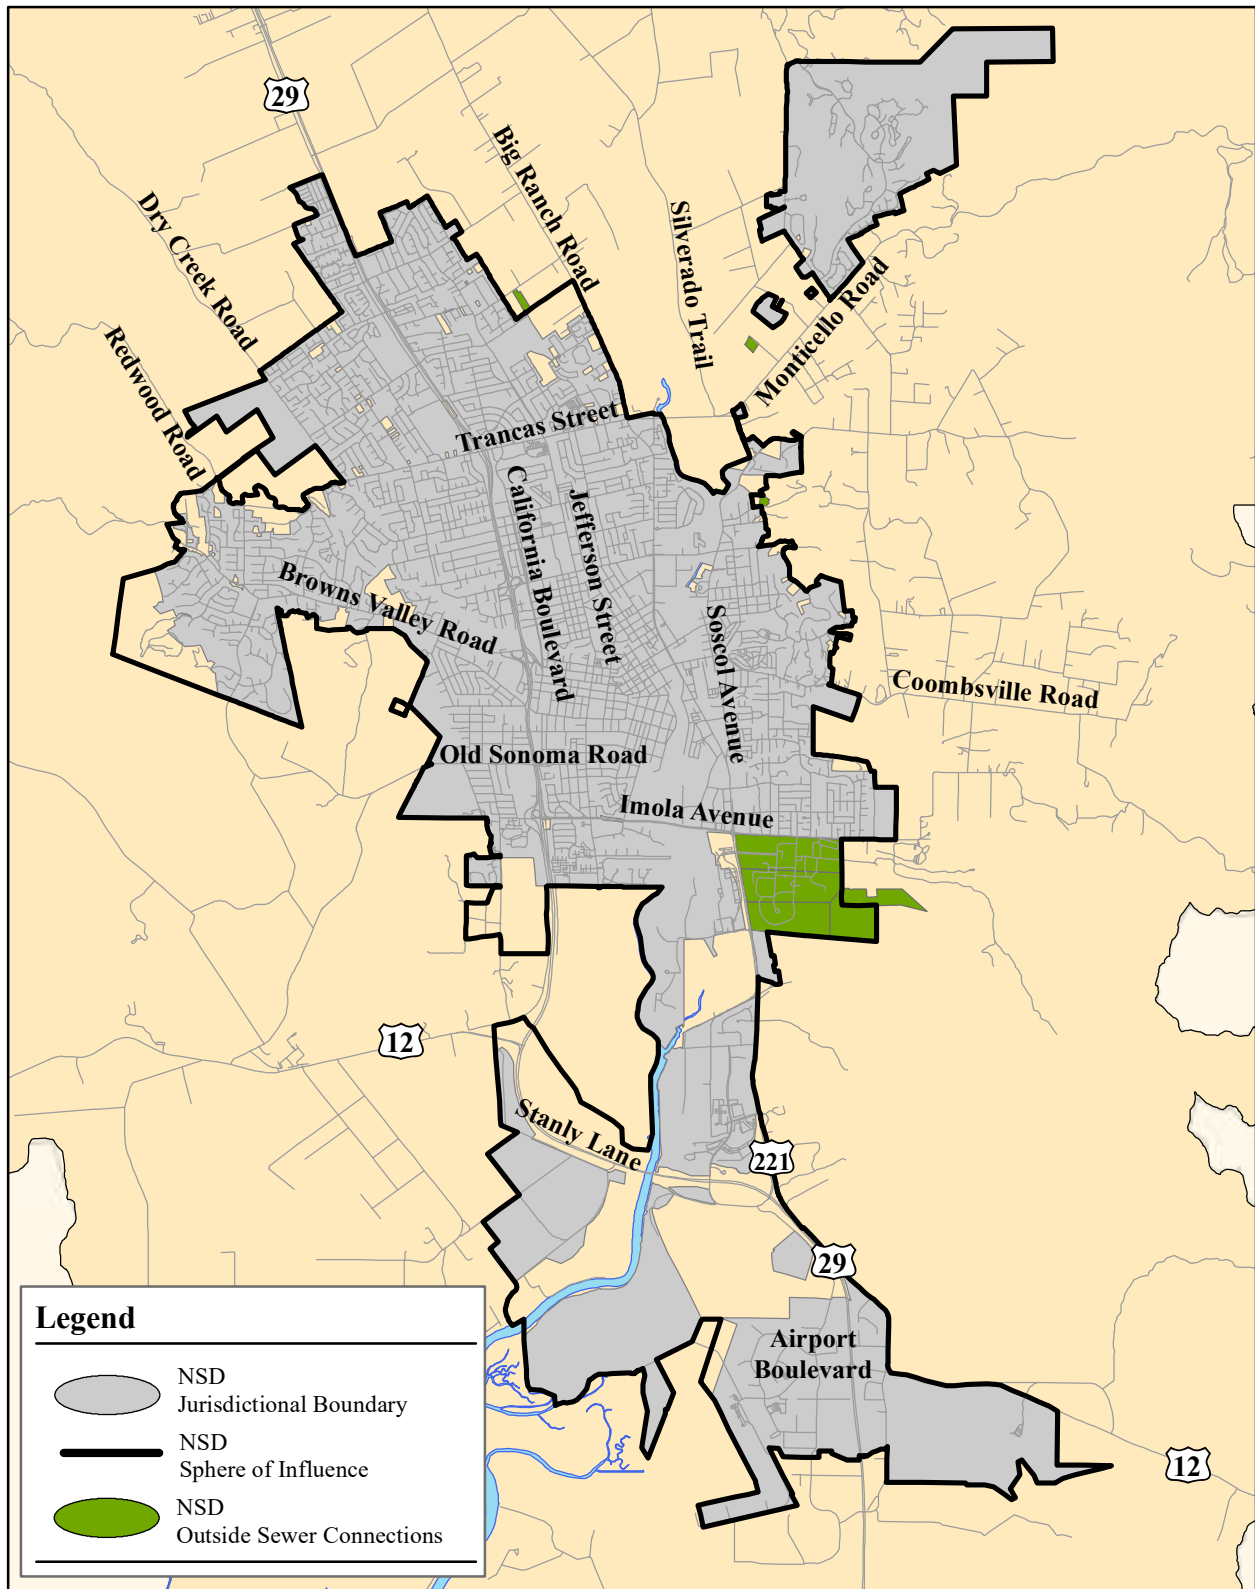 29
Big Ranch Road
Dry Creek Road
Silverado Trail
Monticello Road
Redwood Road
Trancas Street
California Boulevard
Jefferson Street
Browns Valley Road
Soscol Avenue
Coombsville Road
Old Sonoma Road
Imola Avenue
12
Stanly Lane
221
29
Airport
Boulevard
12
Legend
NSD
Jurisdictional Boundary
NSD
Sphere of Influence
NSD
Outside Sewer Connections